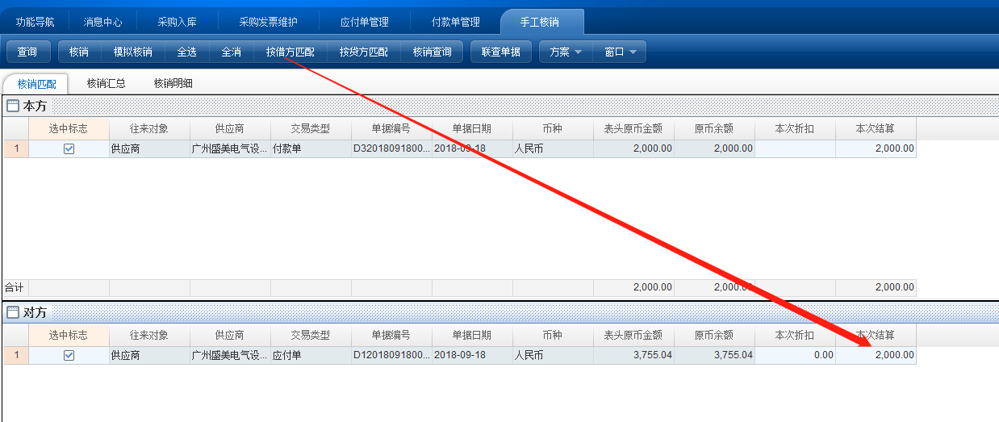 功能导航 消息中心 采购入库 采购发票维护 应付单管理 付款单管理 手工核销
查询 核销 模拟核销 全选 全消 按借方匹配 按贷方匹配 核销查询 联查单据 方案 窗口
核销匹配 核销汇总 核销明细
本方
选中标志 往来对象 供应商 交易类型 单据编号 单据日期 币种 表头原币金额 原币余额 本次折扣 本次结算
1 供应商 广州盛美电气设... 付款单 D32018091800... 2018-09-18 人民币 2,000.00 2,000.00 2,000.00
合计 2,000.00 2,000.00 2,000.00
对方
选中标志 往来对象 供应商 交易类型 单据编号 单据日期 币种 表头原币金额 原币余额 本次折扣 本次结算
1 供应商 广州盛美电气设... 应付单 D12018091800... 2018-09-18 人民币 3,755.04 3,755.04 0.00 2,000.00